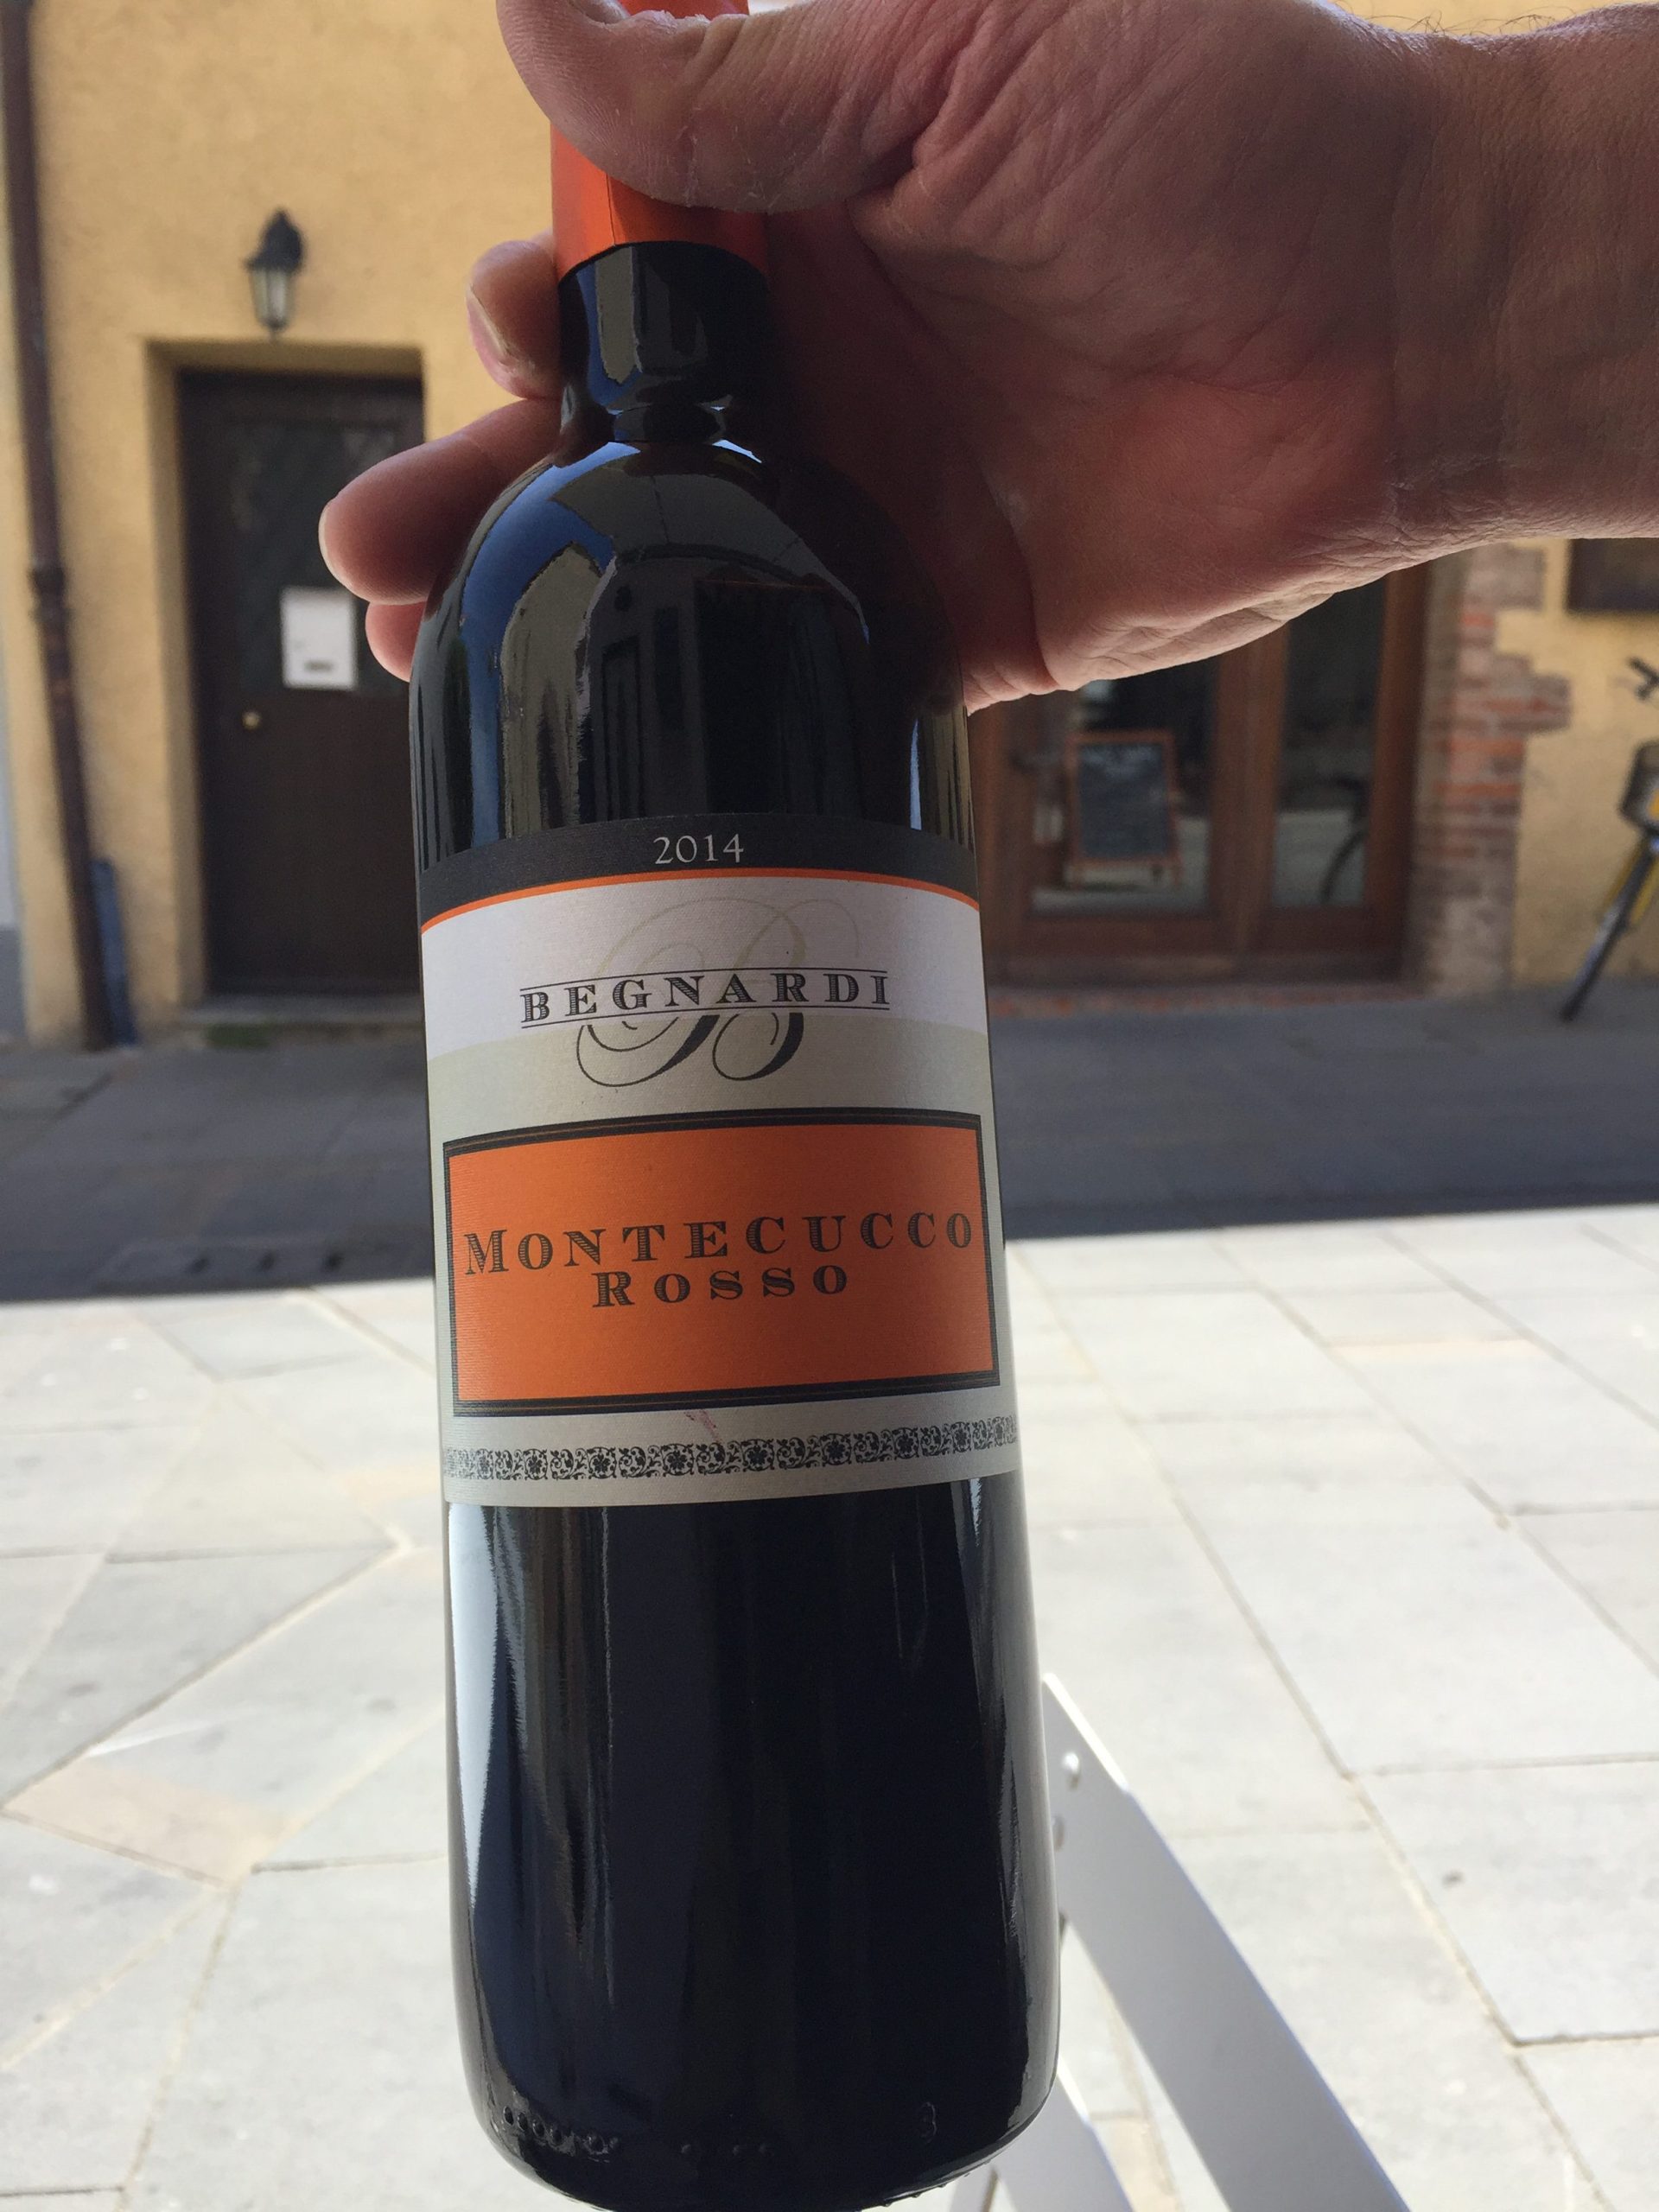 2014
BEGNARDI
MONTECUCCO
ROSSO